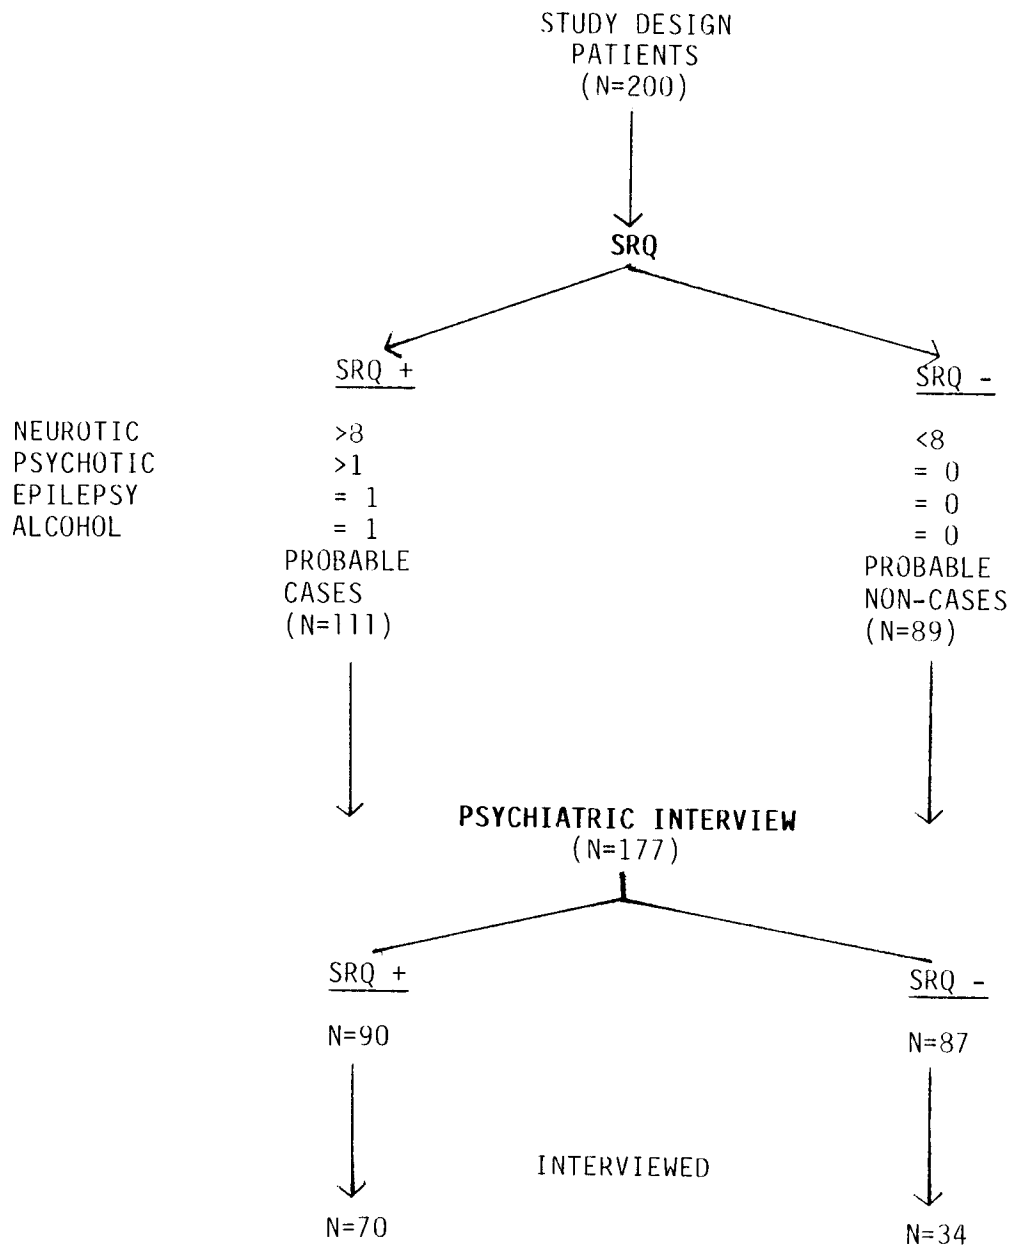 STUDY DESIGN
PATIENTS
(N=200)
SRQ
SRQ +
SRQ -
NEUROTIC >8 <8
PSYCHOTIC >1 = 0
EPILEPSY = 1 = 0
ALCOHOL = 1 = 0
PROBABLE
CASES
(N=111)
PROBABLE
NON-CASES
(N=89)
PSYCHIATRIC INTERVIEW
(N=177)
SRQ +
SRQ -
N=90
N=87
INTERVIEWED
N=70
N=34